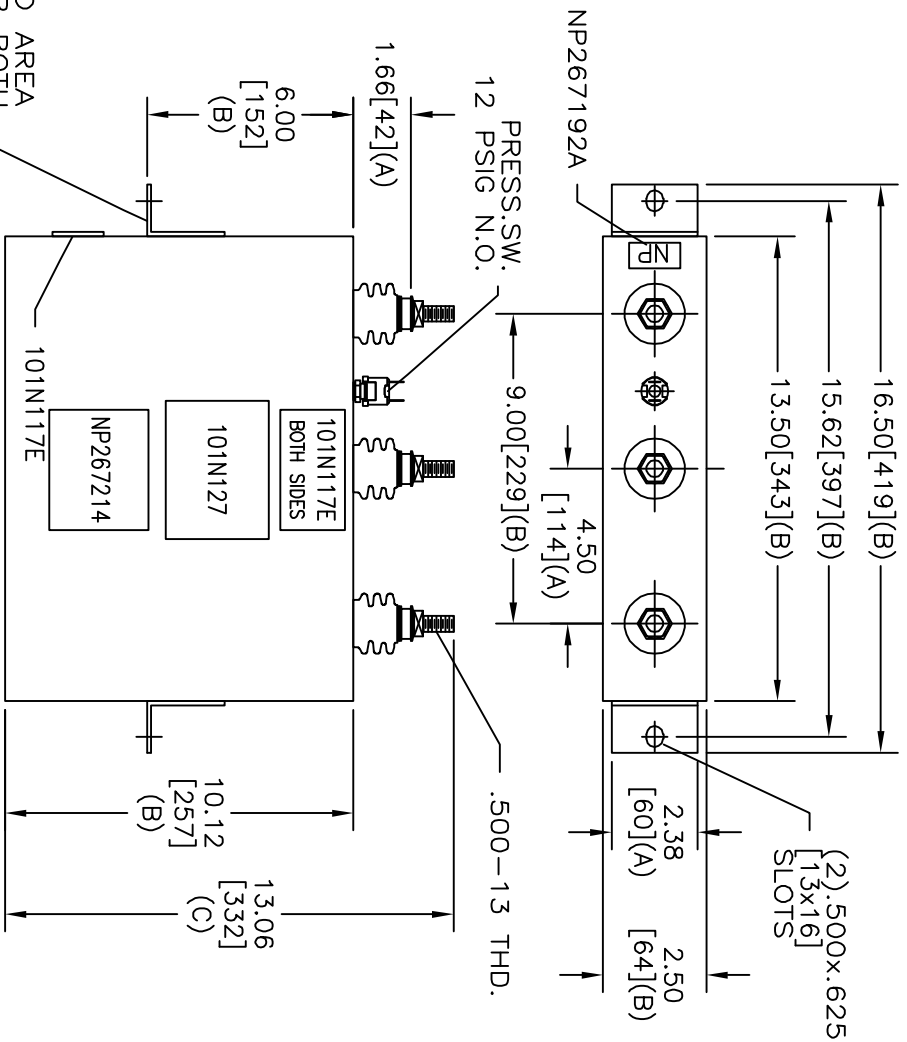 16.50[419](B)
15.62[397](B)
13.50[343](B)
(2).500x.625
[13x16]
SLOTS
NP267192A
NP
2.38
[60](A)
2.50
[64](B)
4.50
[114](A)
9.00[229](B)
PRESS.SW.
12 PSIG N.O.
1.66[42](A)
.500-13 THD.
6.00
[152]
(B)
101N117E
BOTH SIDES
101N127
NP267214
101N117E
10.12
[257]
(B)
13.06
[332]
(C)
AREA
BOTH